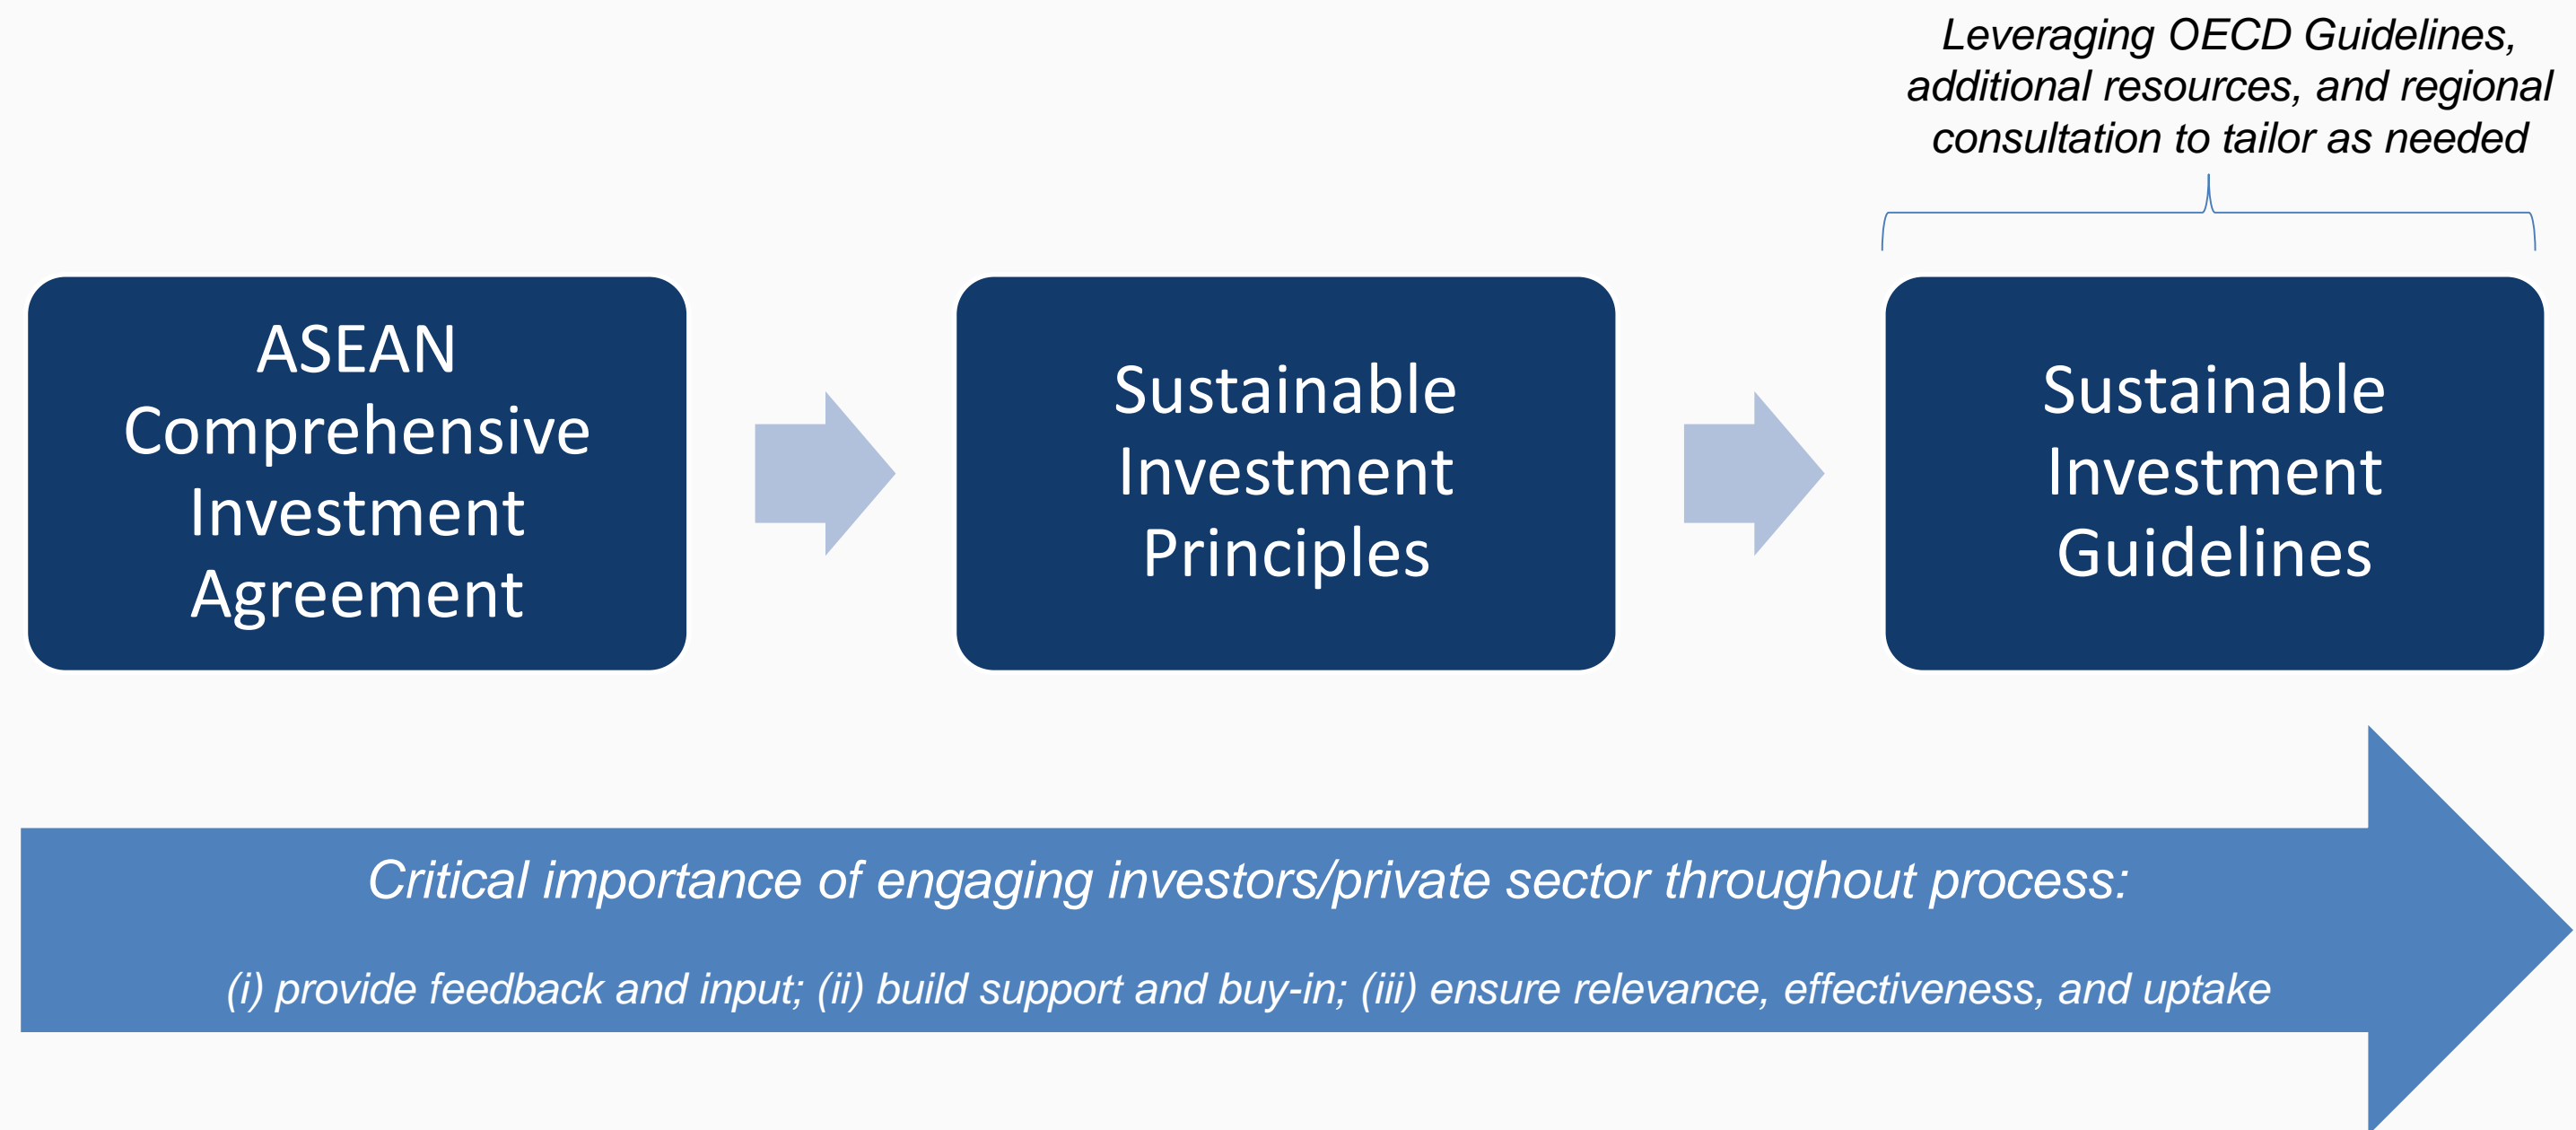 Leveraging OECD Guidelines,
additional resources, and regional
consultation to tailor as needed
ASEAN
Comprehensive
Investment
Agreement
Sustainable
Investment
Principles
Sustainable
Investment
Guidelines
Critical importance of engaging investors/private sector throughout process:
(i) provide feedback and input; (ii) build support and buy-in; (iii) ensure relevance, effectiveness, and uptake